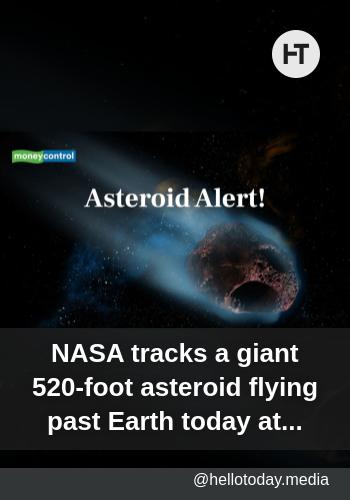 HT
moneycontrol
Asteroid Alert!
NASA tracks a giant
520-foot asteroid flying
past Earth today at...
@hellotoday.media